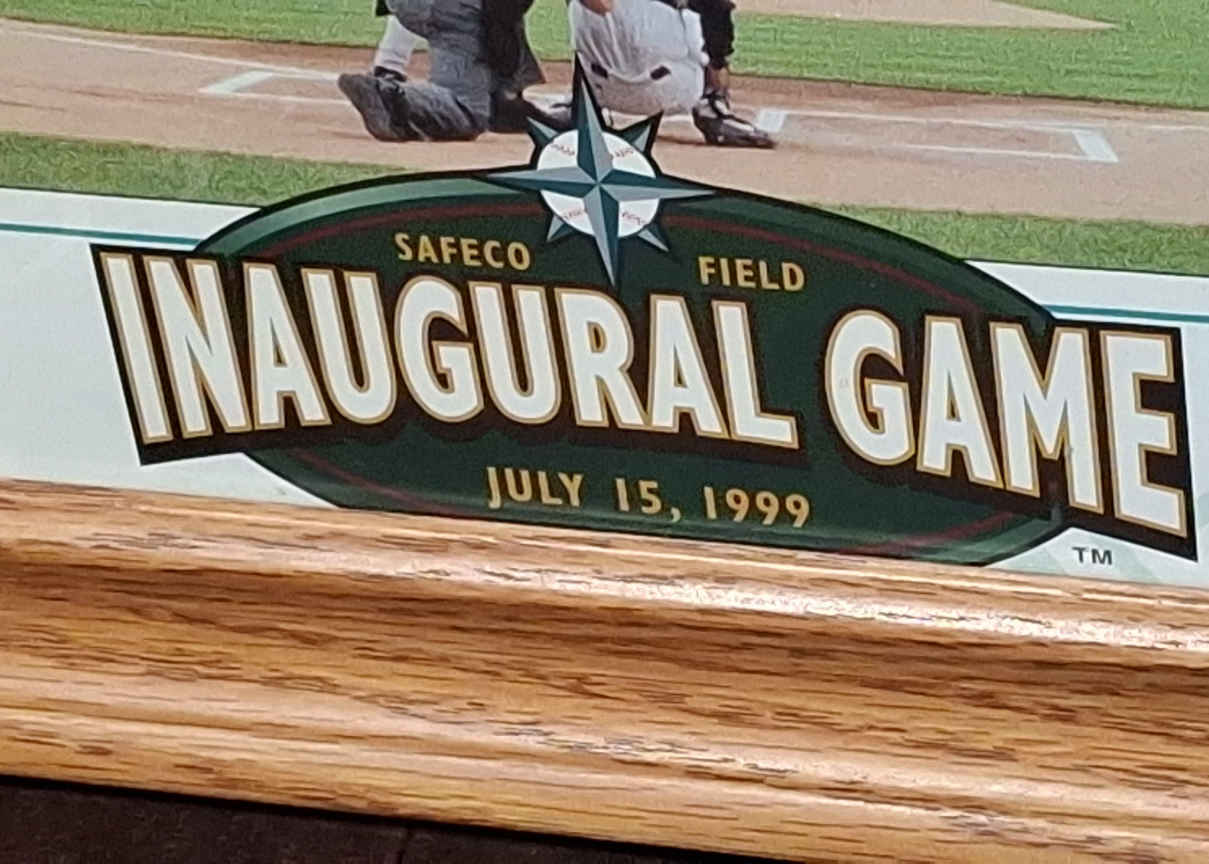 SAFECO FIELD
INAUGURAL GAME
JULY 15, 1999
TM